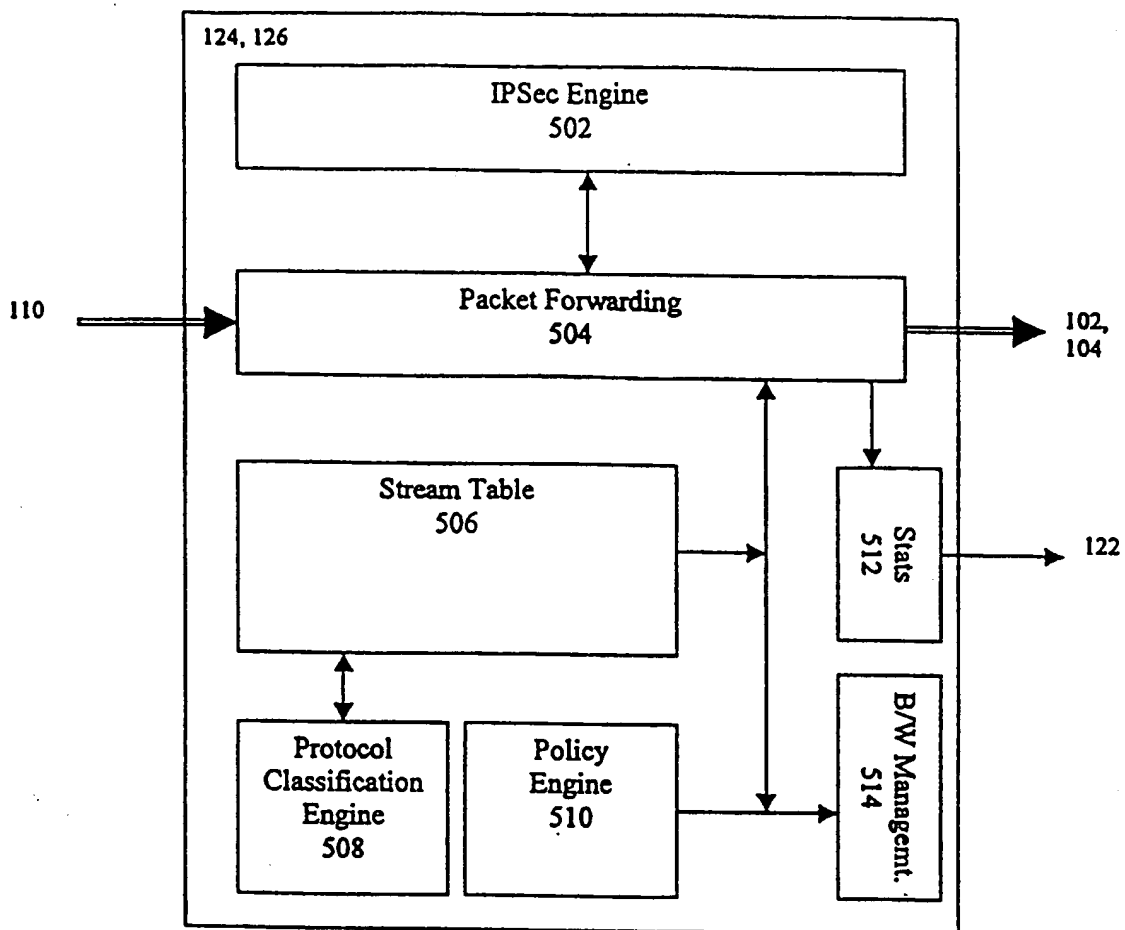 124, 126
IPSec Engine
502
110
Packet Forwarding
504
102,
104
Stream Table
506
Stats
512
122
Protocol
Classification
Engine
508
Policy
Engine
510
B/W Managemt.
514